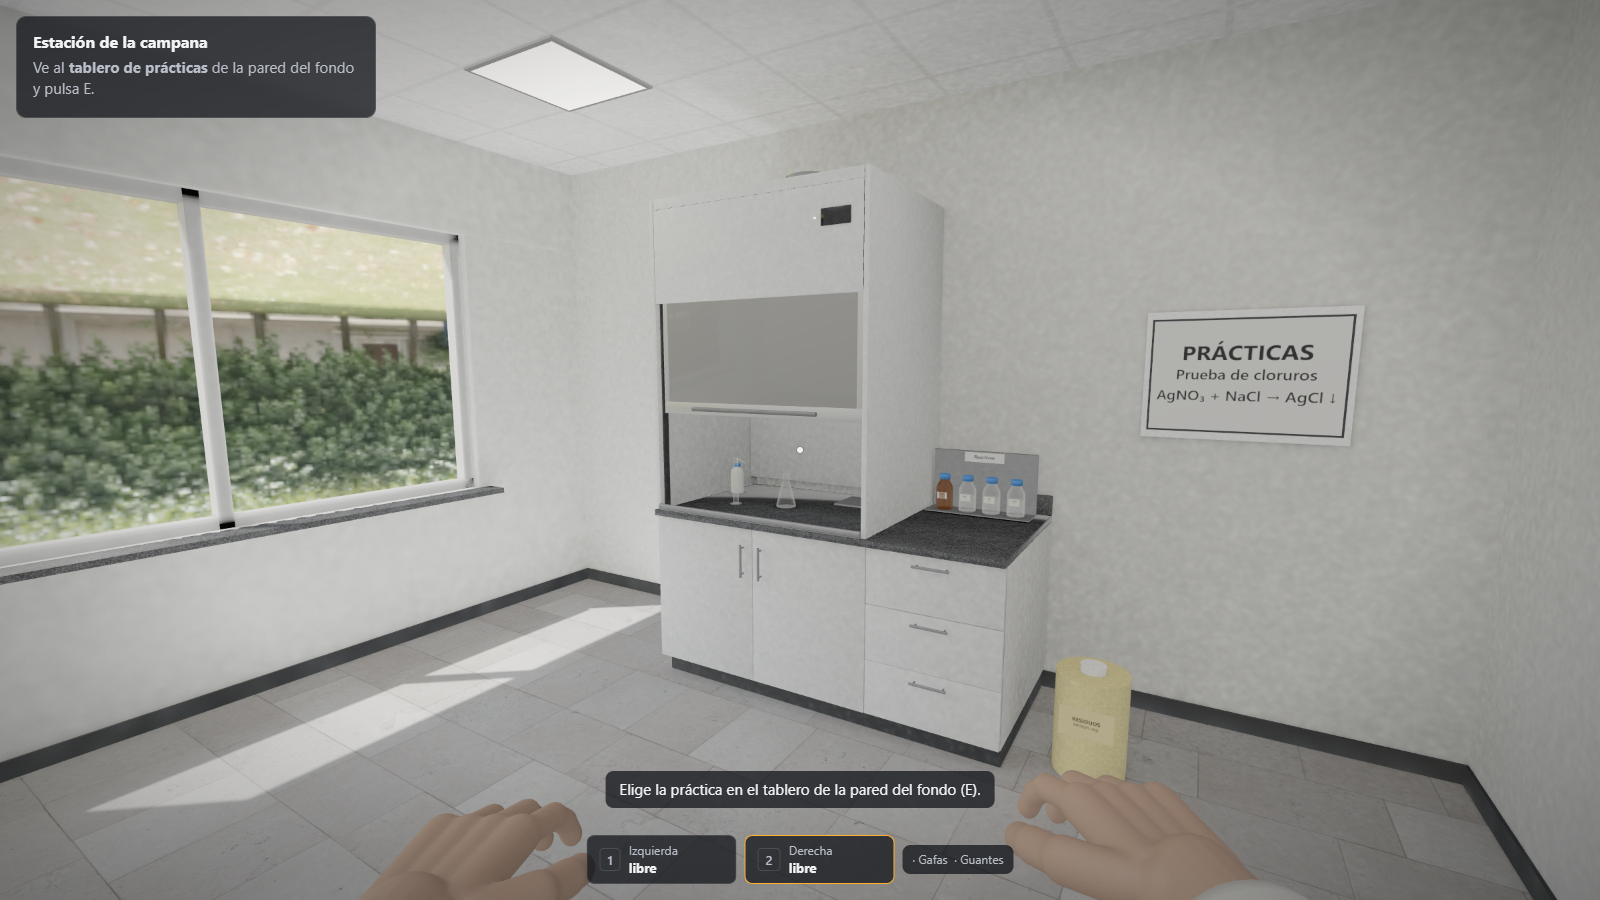 Estación de la campana
Ve al tablero de prácticas de la pared del fondo
y pulsa E.
PRÁCTICAS
Prueba de cloruros
AgNO₃ + NaCl → AgCl ↓
Reactivos
RESIDUOS
Elige la práctica en el tablero de la pared del fondo (E).
1 Izquierda
libre
2 Derecha
libre
· Gafas · Guantes